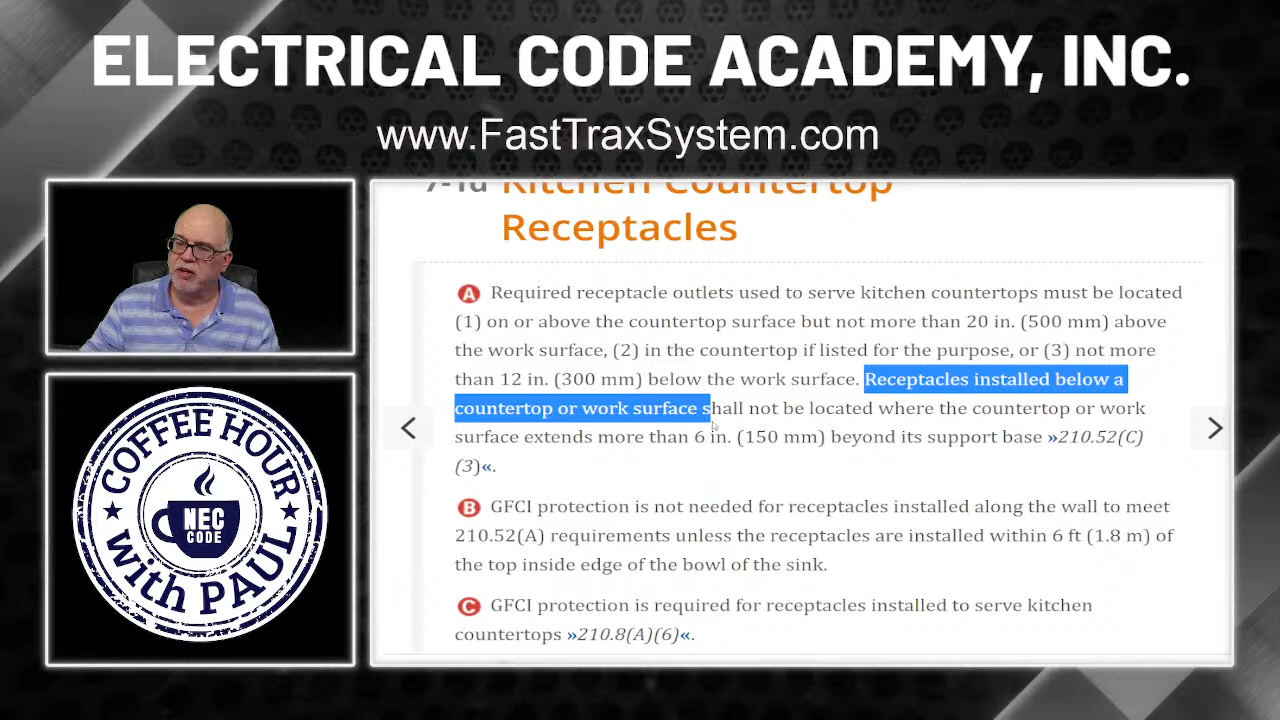 ELECTRICAL CODE ACADEMY, INC.
www.FastTraxSystem.com
7-10 Kitchen Countertop
Receptacles
A Required receptacle outlets used to serve kitchen countertops must be located
(1) on or above the countertop surface but not more than 20 in. (500 mm) above
the work surface, (2) in the countertop if listed for the purpose, or (3) not more
than 12 in. (300 mm) below the work surface. Receptacles installed below a
countertop or work surface shall not be located where the countertop or work
surface extends more than 6 in. (150 mm) beyond its support base »210.52(C)
(3)«.
B GFCI protection is not needed for receptacles installed along the wall to meet
210.52(A) requirements unless the receptacles are installed within 6 ft (1.8 m) of
the top inside edge of the bowl of the sink.
C GFCI protection is required for receptacles installed to serve kitchen
countertops »210.8(A)(6)«.
COFFEE HOUR
NEC
CODE
with PAUL